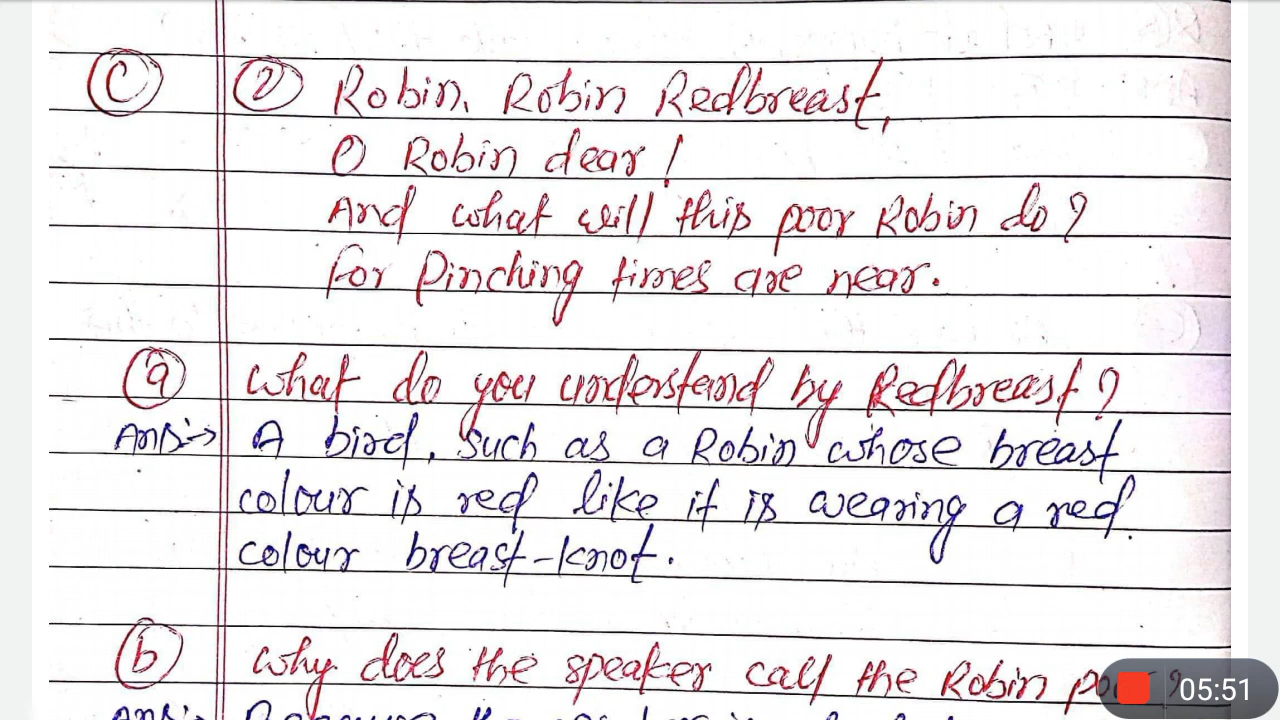 C 2 Robin, Robin Redbreast,
O Robin dear!
And what will this poor Robin do?
For Pinching times are near.
a what do you understand by Redbreast?
Ans:→ A bird, such as a Robin whose breast
colour is red like it is wearing a red
colour breast-knot.
b why does the speaker call the Robin
05:51
Ans:→